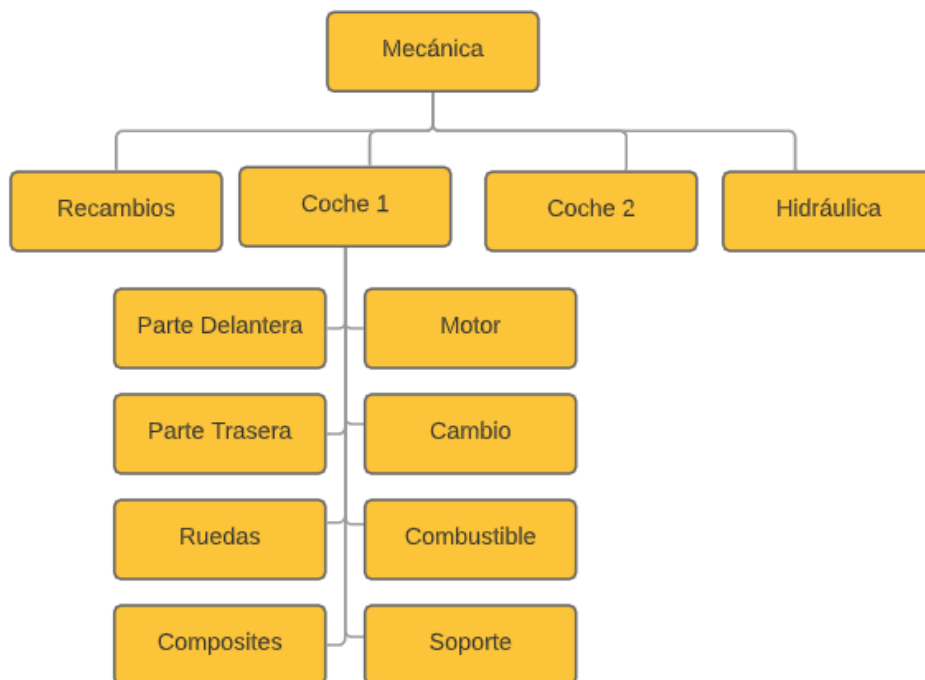 Mecánica
Recambios
Coche 1
Coche 2
Hidráulica
Parte Delantera
Motor
Parte Trasera
Cambio
Ruedas
Combustible
Composites
Soporte